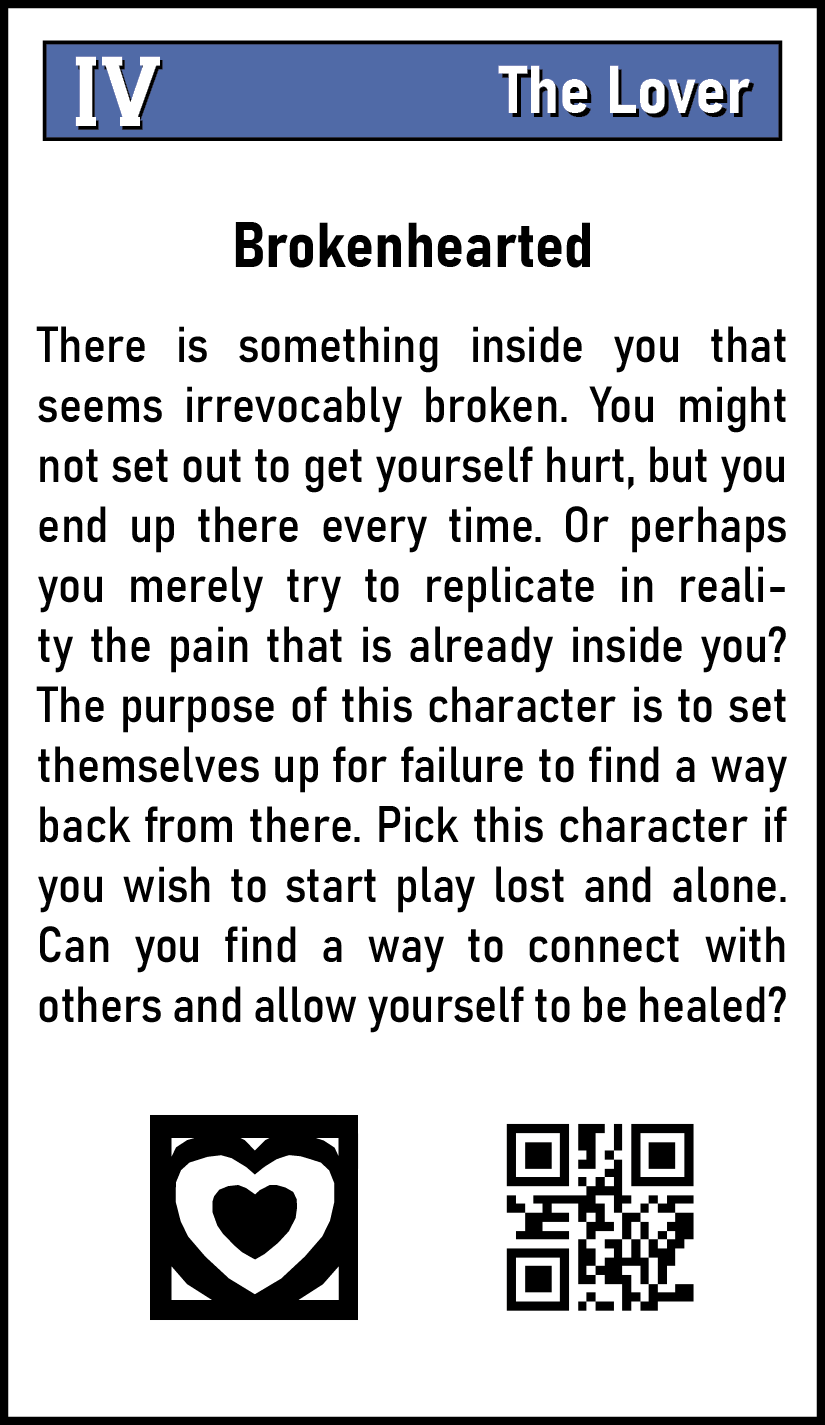 IV
The Lover
Brokenhearted
There is something inside you that
seems irrevocably broken. You might
not set out to get yourself hurt, but you
end up there every time. Or perhaps
you merely try to replicate in reali-
ty the pain that is already inside you?
The purpose of this character is to set
themselves up for failure to find a way
back from there. Pick this character if
you wish to start play lost and alone.
Can you find a way to connect with
others and allow yourself to be healed?